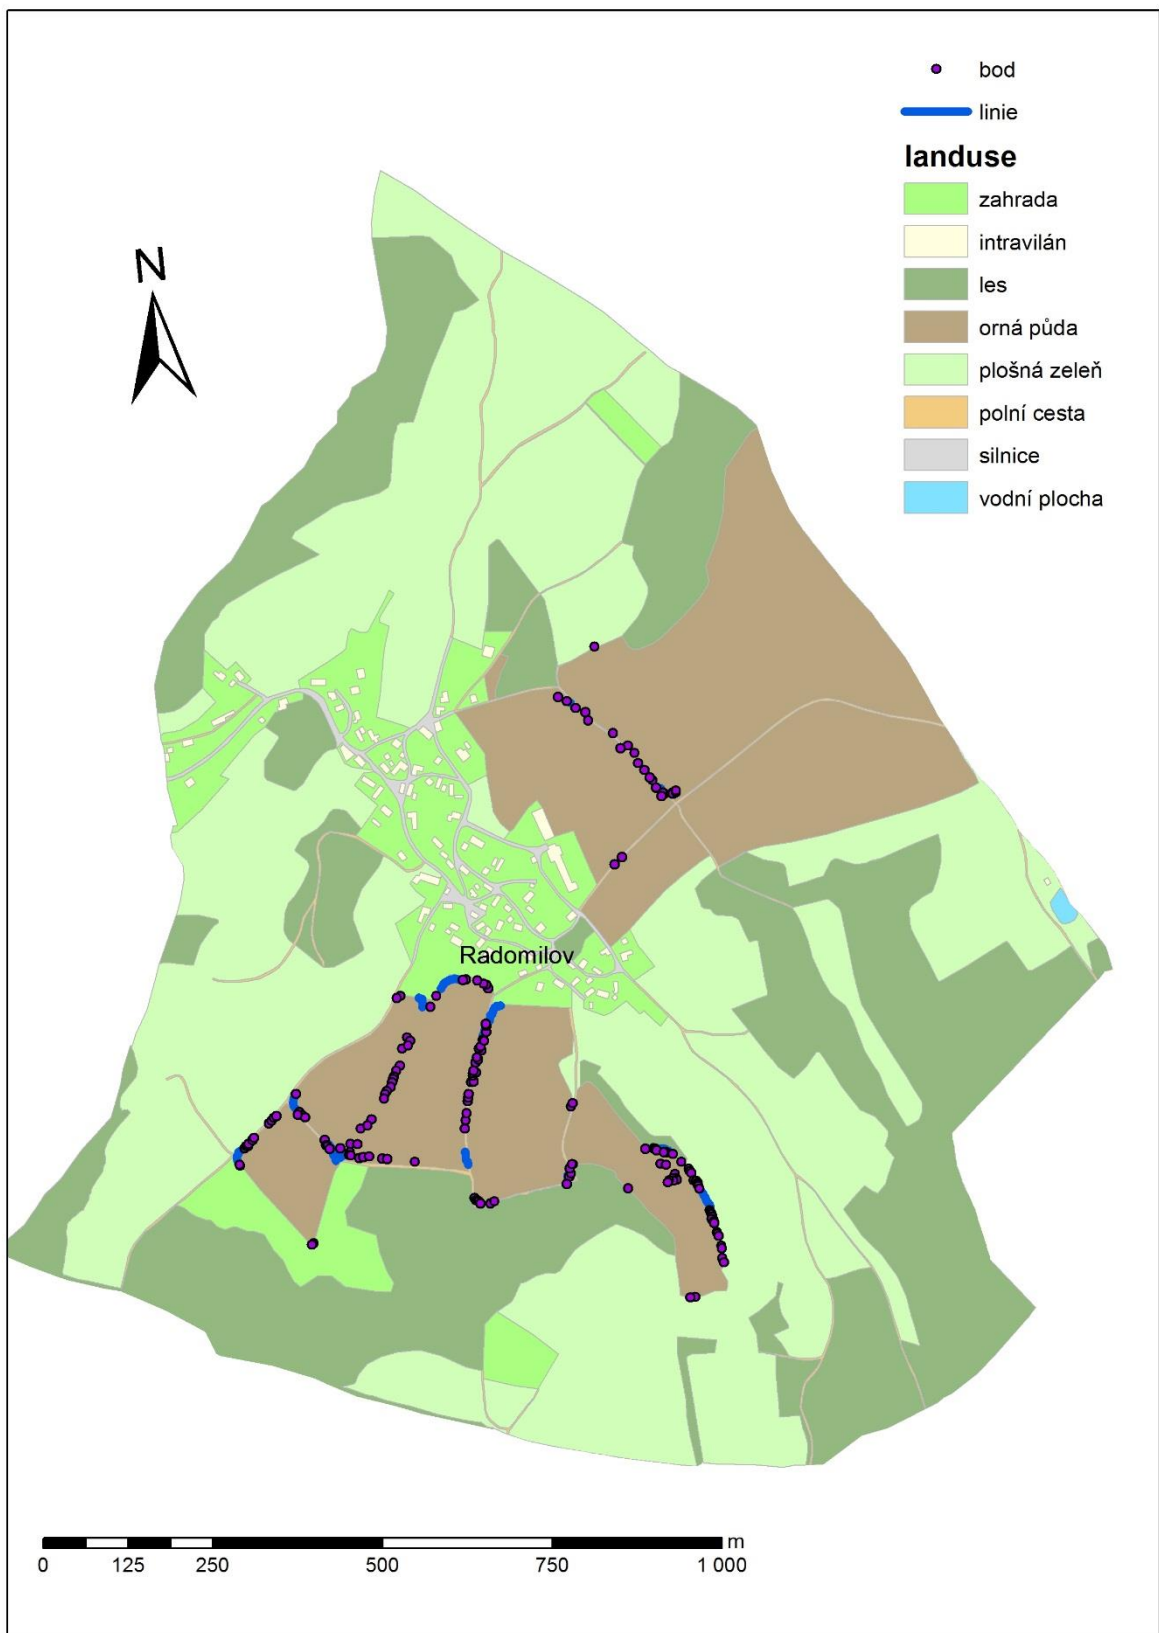 bod
linie
landuse
zahrada
intravilán
les
orná půda
plošná zeleň
polní cesta
silnice
vodní plocha
N
Radomilov
m
0 125 250 500 750 1 000